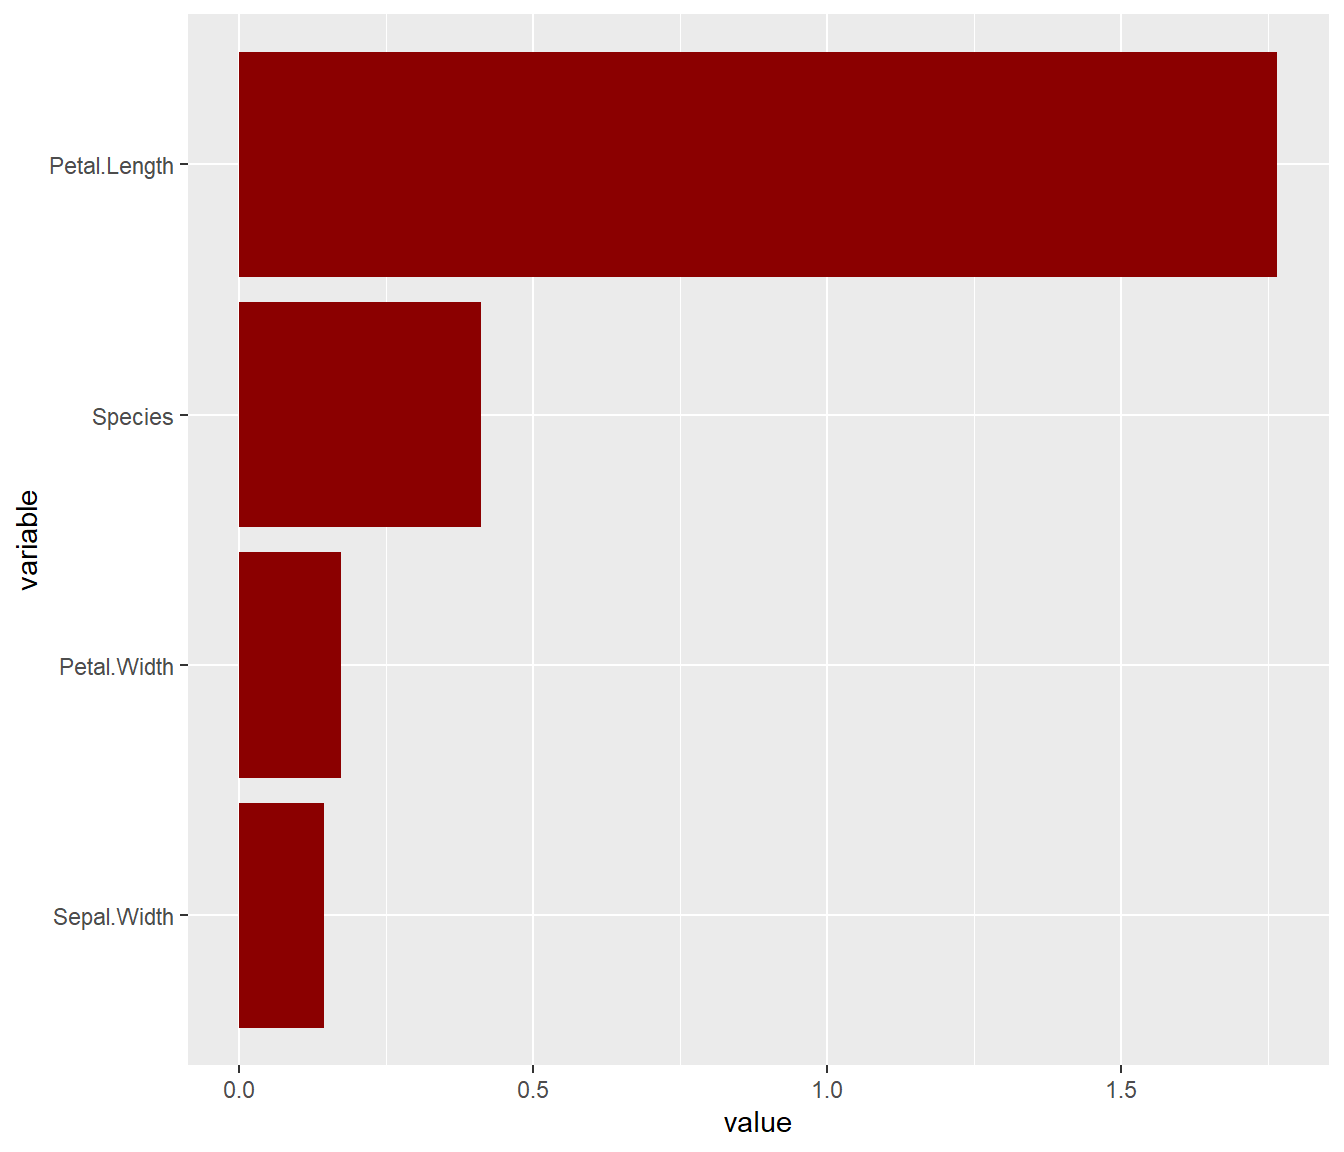 Petal.Length
Species
Petal.Width
Sepal.Width
variable
0.0 0.5 1.0 1.5
value